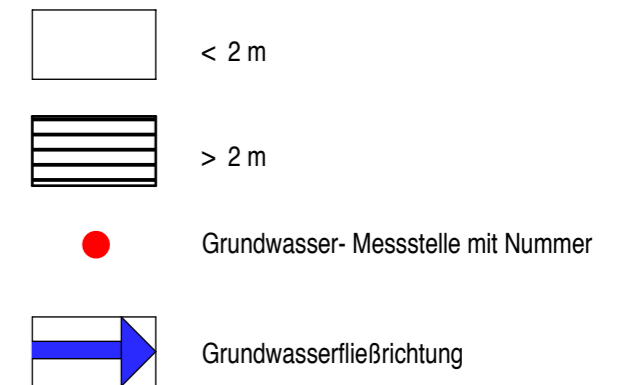 < 2 m
> 2 m
Grundwasser- Messstelle mit Nummer
Grundwasserfließrichtung